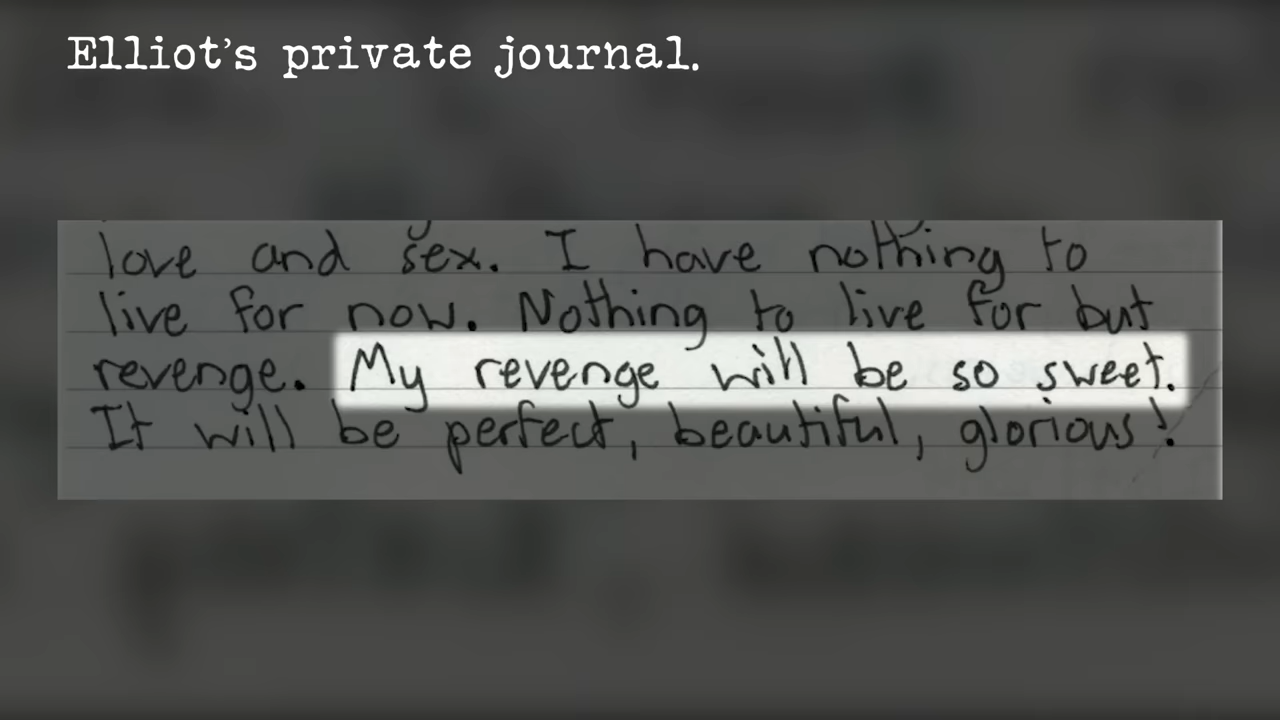 Elliot's private journal.
love and sex. I have nothing to
live for now. Nothing to live for but
revenge. My revenge will be so sweet.
It will be perfect, beautiful, glorious!